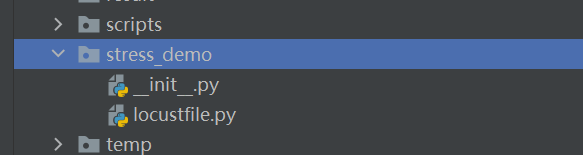 scripts
stress_demo
__init__.py
locustfile.py
temp